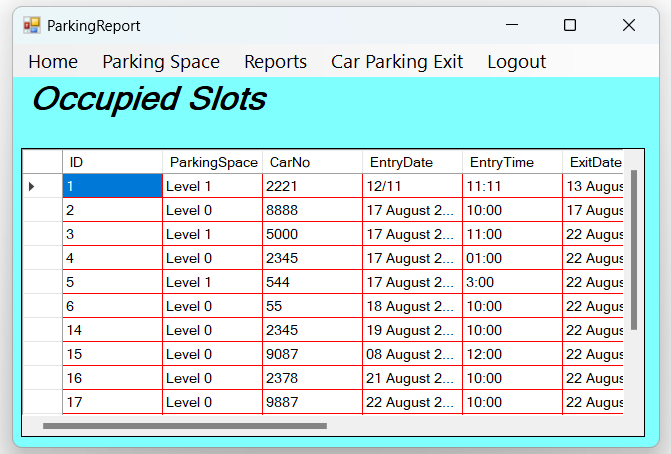 ParkingReport
Home Parking Space Reports Car Parking Exit Logout
Occupied Slots
ID ParkingSpace CarNo EntryDate EntryTime ExitDate
1 Level 1 2221 12/11 11:11 13 Augus
2 Level 0 8888 17 August 2... 10:00 17 Augus
3 Level 1 5000 17 August 2... 11:00 22 Augus
4 Level 0 2345 17 August 2... 01:00 22 Augus
5 Level 1 544 17 August 2... 3:00 22 Augus
6 Level 0 55 18 August 2... 10:00 22 Augus
14 Level 0 2345 19 August 2... 10:00 22 Augus
15 Level 0 9087 08 August 2... 12:00 22 Augus
16 Level 0 2378 21 August 2... 10:00 22 Augus
17 Level 0 9887 22 August 2... 10:00 22 Augus